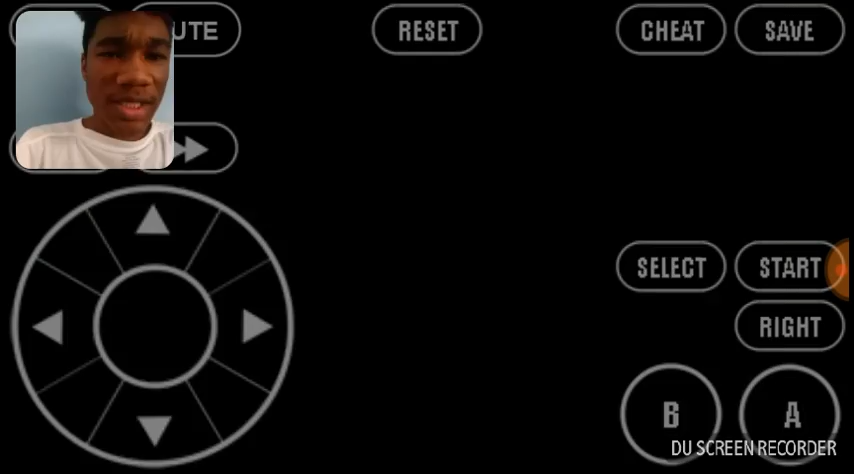 UTE
RESET
CHEAT
SAVE
SELECT
START
RIGHT
B
A
DU SCREEN RECORDER